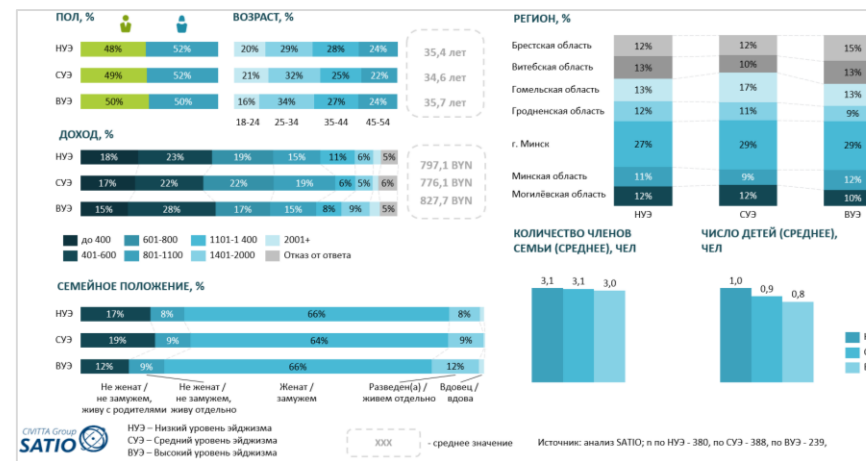 ПОЛ, %
НУЭ 48% 52%
СУЭ 49% 52%
ВУЭ 50% 50%
ВОЗРАСТ, %
20% 29% 28% 24%
21% 32% 25% 22%
16% 34% 27% 24%
18-24 25-34 35-44 45-54
35,4 лет
34,6 лет
35,7 лет
ДОХОД, %
НУЭ 18% 23% 19% 15% 11% 6% 5%
СУЭ 17% 22% 22% 19% 6% 5% 6%
ВУЭ 15% 28% 17% 15% 8% 9% 5%
797,1 BYN
776,1 BYN
827,7 BYN
до 400 601-800 1101-1 400 2001+
401-600 801-1100 1401-2000 Отказ от ответа
СЕМЕЙНОЕ ПОЛОЖЕНИЕ, %
НУЭ 17% 8% 66% 8%
СУЭ 19% 9% 64% 9%
ВУЭ 12% 9% 66% 12%
Не женат / Не женат / Женат / Разведен(а) / Вдовец /
не замужем, не замужем, замужем живем отдельно вдова
живу с родителями живу отдельно
РЕГИОН, %
Брестская область 12% 12% 15%
Витебская область 13% 10% 13%
Гомельская область 13% 17% 13%
Гродненская область 12% 11% 9%
г. Минск 27% 29% 29%
Минская область 11% 9% 12%
Могилёвская область 12% 12% 10%
НУЭ СУЭ ВУЭ
КОЛИЧЕСТВО ЧЛЕНОВ
СЕМЬИ (СРЕДНЕЕ), ЧЕЛ
3,1 3,1 3,0
ЧИСЛО ДЕТЕЙ (СРЕДНЕЕ),
ЧЕЛ
1,0 0,9 0,8
CIVITTA Group
SATIO
НУЭ – Низкий уровень эйджизма
СУЭ – Средний уровень эйджизма
ВУЭ – Высокий уровень эйджизма
XXX - среднее значение
Источник: анализ SATIO; n по НУЭ - 380, по СУЭ - 388, по ВУЭ - 239,